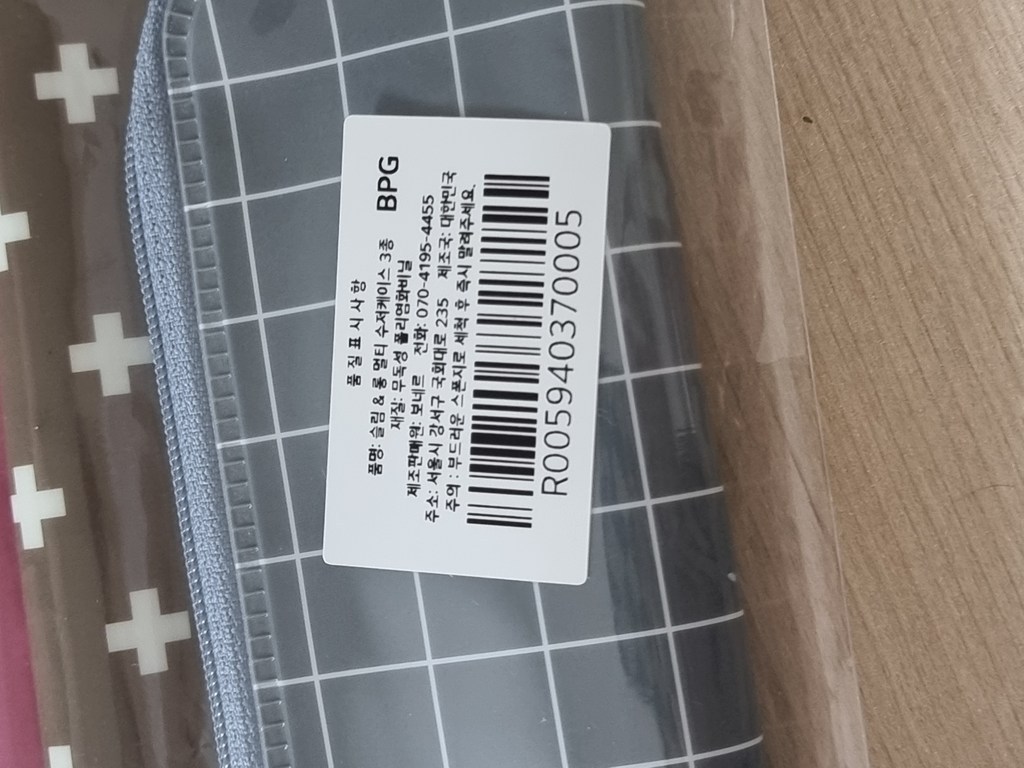 품질표시사항
품명: 슬림 & 롱 멀티 수저케이스 3종 BPG
재질: 무독성 폴리염화비닐
제조판매원: 보네르 전화: 070-4195-4455
주소: 서울시 강서구 국회대로 235 제조국: 대한민국
주의 : 부드러운 스폰지로 세척 후 즉시 말려주세요.
R005940370005